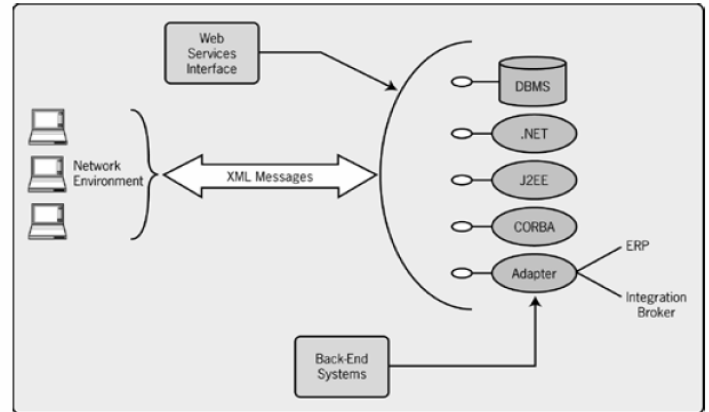 Web
Services
Interface
DBMS
.NET
Network
Environment
XML Messages
J2EE
CORBA
ERP
Adapter
Integration
Broker
Back-End
Systems